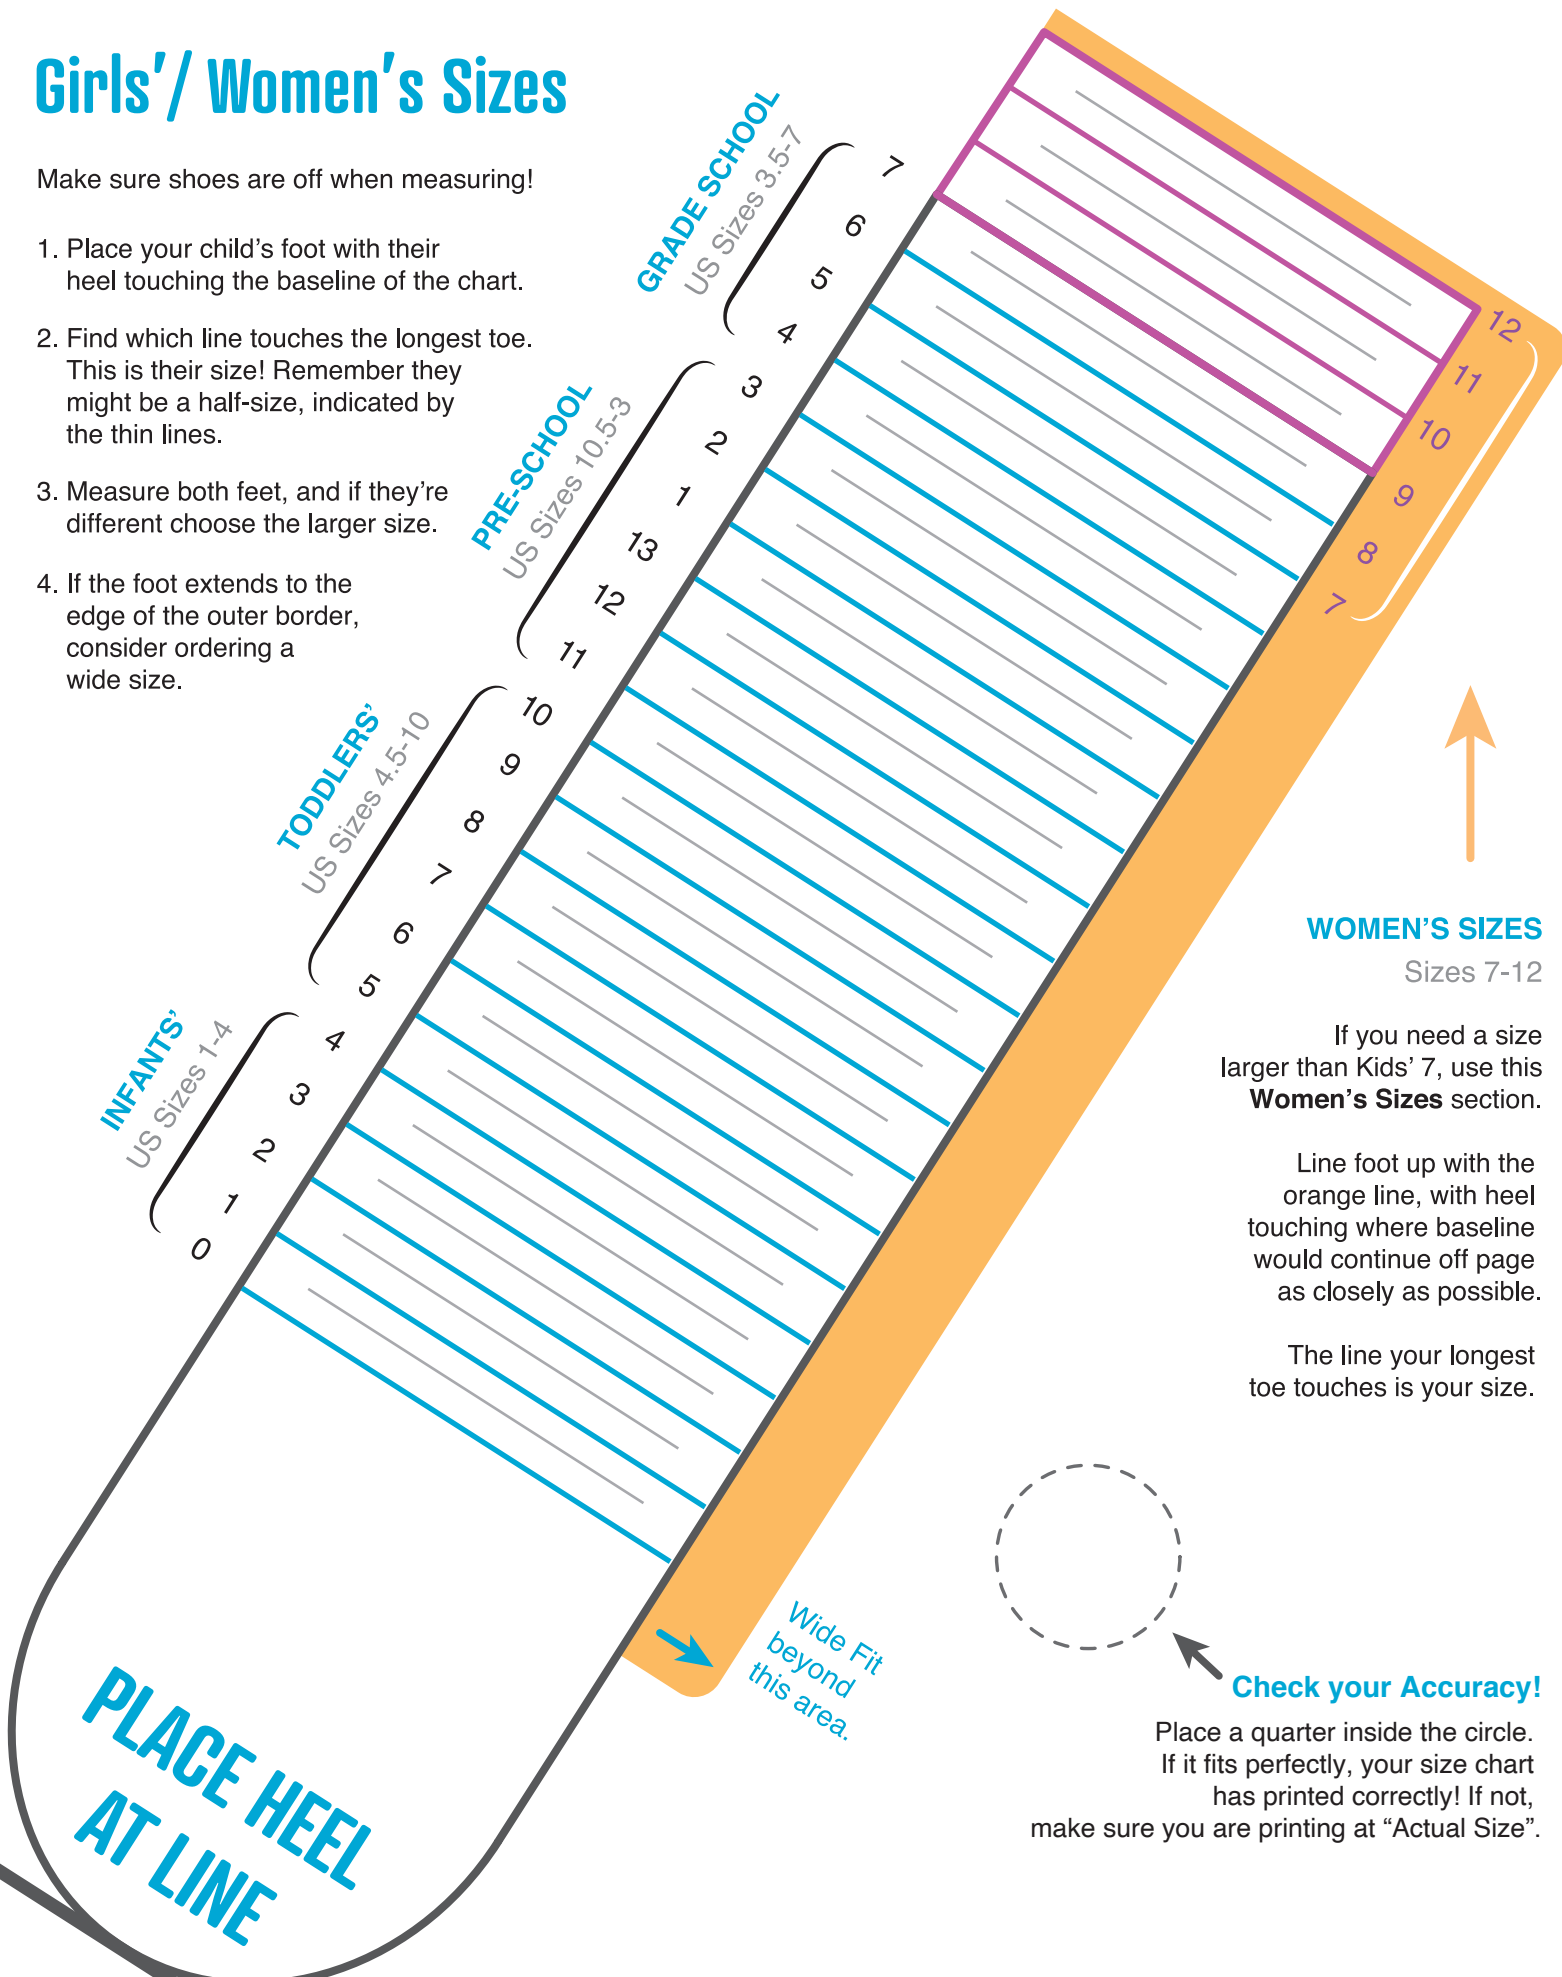 Girls'/ Women's Sizes
Make sure shoes are off when measuring!
1. Place your child's foot with their
heel touching the baseline of the chart.
2. Find which line touches the longest toe.
This is their size! Remember they
might be a half-size, indicated by
the thin lines.
3. Measure both feet, and if they're
different choose the larger size.
4. If the foot extends to the
edge of the outer border,
consider ordering a
wide size.
GRADE SCHOOL
US Sizes 3.5-7
7
6
5
4
PRE-SCHOOL
US Sizes 10.5-3
3
2
1
13
12
11
TODDLERS'
US Sizes 4.5-10
10
9
8
7
6
5
INFANTS'
US Sizes 1-4
4
3
2
1
0
12
11
10
9
8
7
WOMEN'S SIZES
Sizes 7-12
If you need a size
larger than Kids' 7, use this
Women's Sizes section.
Line foot up with the
orange line, with heel
touching where baseline
would continue off page
as closely as possible.
The line your longest
toe touches is your size.
Wide Fit
beyond
this area.
PLACE HEEL
AT LINE
Check your Accuracy!
Place a quarter inside the circle.
If it fits perfectly, your size chart
has printed correctly! If not,
make sure you are printing at “Actual Size”.